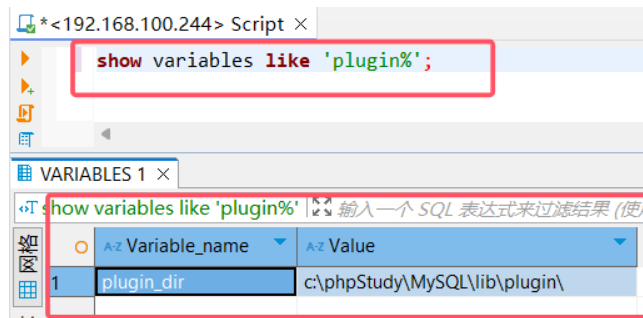 *<192.168.100.244> Script ×
show variables like 'plugin%';
VARIABLES 1 ×
show variables like 'plugin%' 输入一个 SQL 表达式来过滤结果 (使
网格
A-Z Variable_name A-Z Value
1 plugin_dir c:\phpStudy\MySQL\lib\plugin\